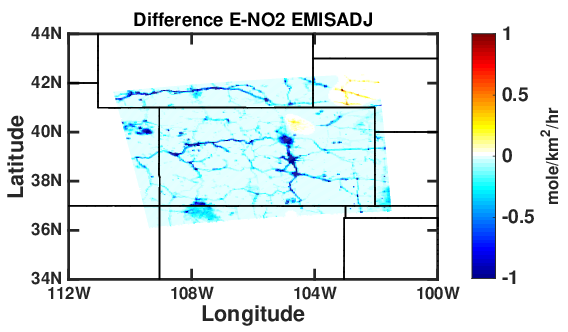 Difference E-NO2 EMISADJ
44N
42N
40N
38N
36N
34N
Latitude
112W 108W 104W 100W
Longitude
1
0.5
0
-0.5
-1
mole/km2/hr